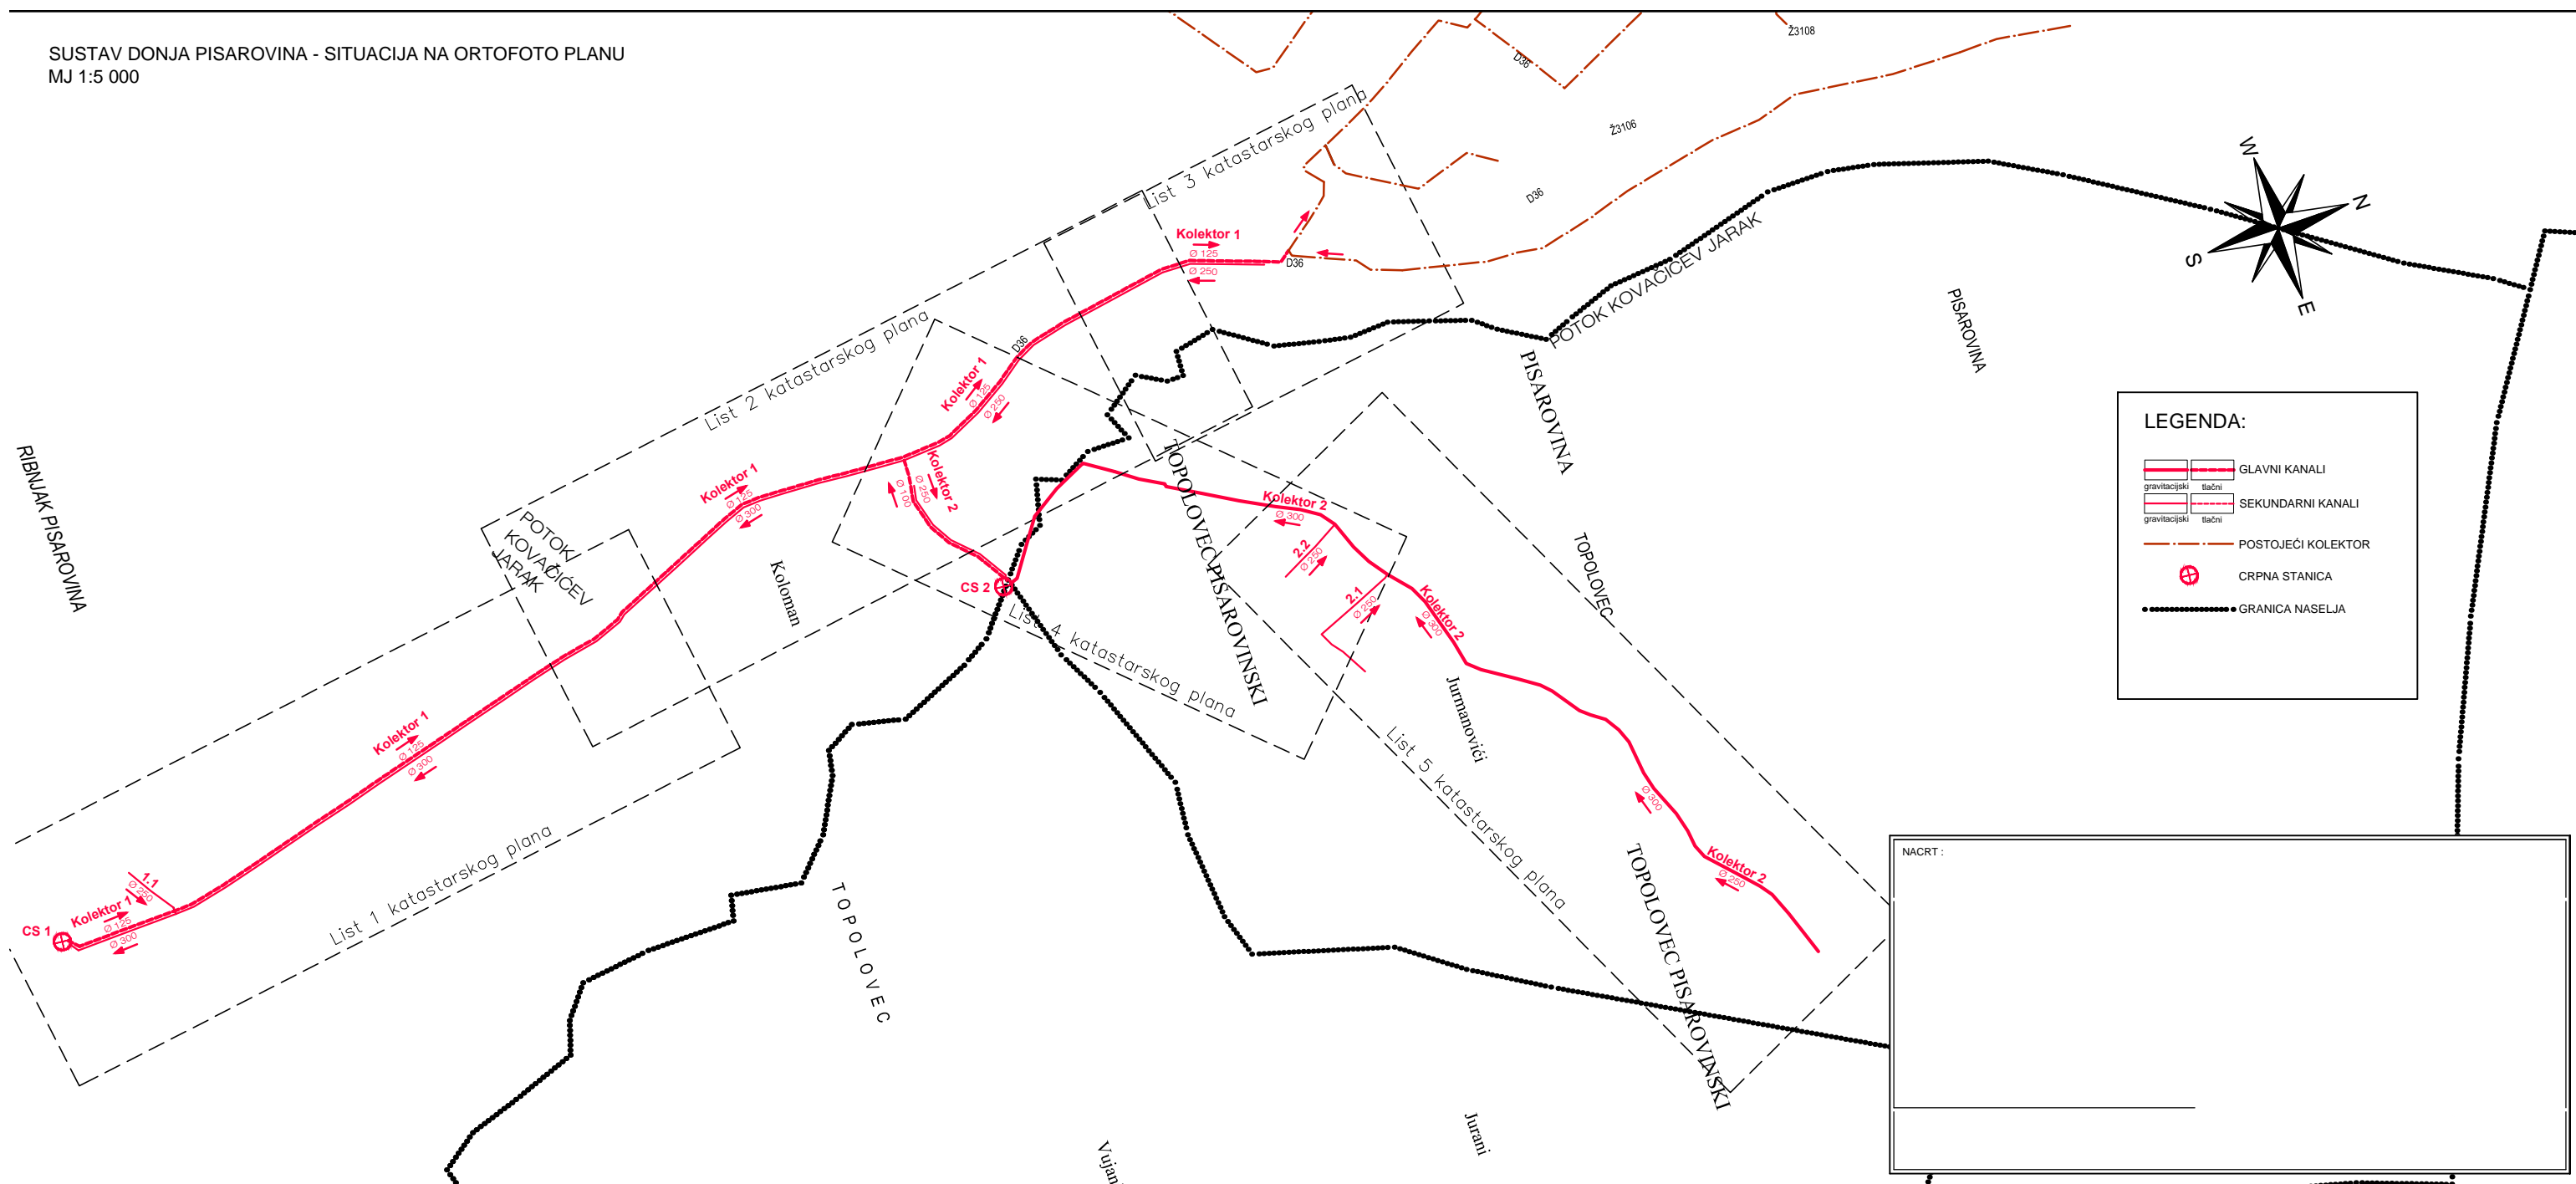 SUSTAV DONJA PISAROVINA - SITUACIJA NA ORTOFOTO PLANU
MJ 1:5 000
Ž3108
D36
Ž3106
D36
List 3 katastarskog plana
Kolektor 1
Ø 125
Ø 250
D36
POTOK KOVAČIĆEV JARAK
W
N
S
E
PISAROVINA
PISAROVINA
List 2 katastarskog plana
D36
Kolektor 1
Ø 125
Ø 250
RIBNJAK PISAROVINA
Kolektor 1
Ø 125
Ø 300
Kolektor 2
Ø 250
Ø 100
POTOK
KOVAČIĆEV
JARAK
Koloman
CS 2
TOPOLOVEC PISAROVINSKI
Kolektor 2
Ø 300
2.2
Ø 250
2.1
Ø 250
Kolektor 2
Ø 300
TOPOLOVEC
List 4 katastarskog plana
Jurmanovići
List 5 katastarskog plana
Ø 300
Kolektor 2
Ø 250
Kolektor 1
Ø 125
Ø 300
List 1 katastarskog plana
1.1
Ø 250
Kolektor 1
Ø 125
Ø 300
CS 1
TOPOLOVEC
TOPOLOVEC PISAROVINSKI
Jurani
LEGENDA:
GLAVNI KANALI
gravitacijski tlačni
SEKUNDARNI KANALI
gravitacijski tlačni
POSTOJEĆI KOLEKTOR
CRPNA STANICA
GRANICA NASELJA
NACRT :